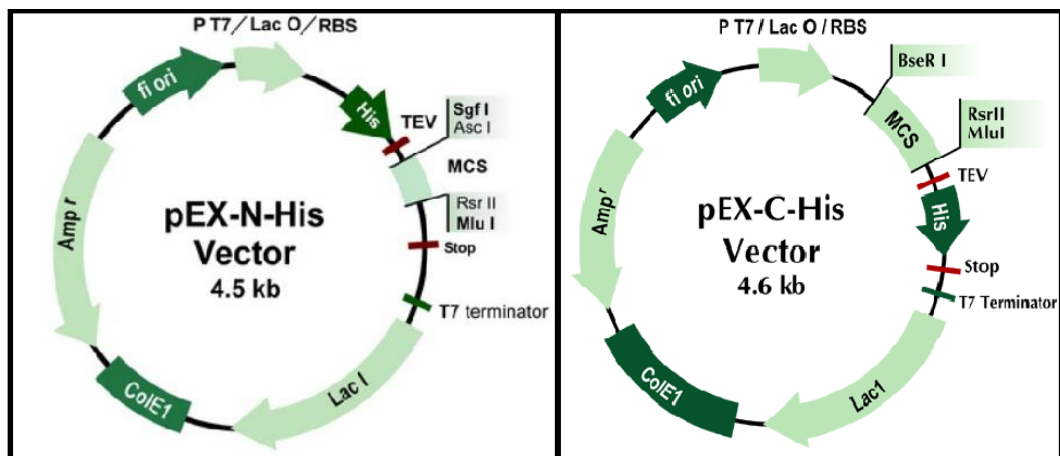 P T7/Lac O/RBS
fi ori
His
TEV
Sgf I
Asc I
MCS
Rsr II
Mlu I
Stop
T7 terminator
Lac I
ColE1
Amp r
pEX-N-His
Vector
4.5 kb
P T7/Lac O/RBS
fi ori
BseR I
MCS
RsrII
MluI
TEV
His
Stop
T7 Terminator
Lac1
ColE1
Amp r
pEX-C-His
Vector
4.6 kb